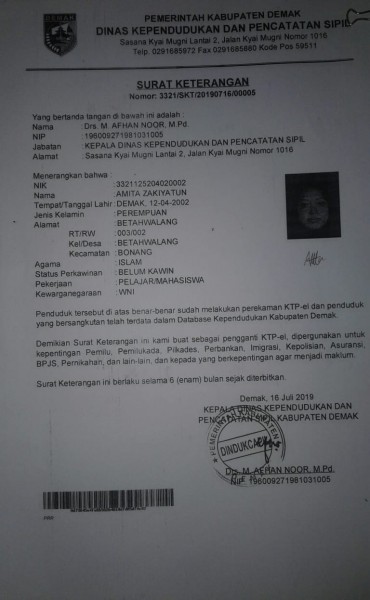 PEMERINTAH KABUPATEN DEMAK
DINAS KEPENDUDUKAN DAN PENCATATAN SIPIL
Sasana Kyai Mugni Lantai 2, Jalan Kyai Mugni Nomor 1016
Telp. 0291685972 Fax 0291685860 Kode Pos 59511
SURAT KETERANGAN
Nomor: 3321/SKT/20190716/00005
Yang bertanda tangan di bawah ini adalah :
Nama : Drs. M. AFHAN NOOR, M.Pd.
NIP : 196009271981031005
Jabatan : KEPALA DINAS KEPENDUDUKAN DAN PENCATATAN SIPIL
Alamat : Sasana Kyai Mugni Lantai 2, Jalan Kyai Mugni Nomor 1016
Menerangkan bahwa :
NIK : 3321125204020002
Nama : AMITA ZAKIYATUN
Tempat/Tanggal Lahir : DEMAK, 12-04-2002
Jenis Kelamin : PEREMPUAN
Alamat : BETAHWALANG
RT/RW : 003/002
Kel/Desa : BETAHWALANG
Kecamatan : BONANG
Agama : ISLAM
Status Perkawinan : BELUM KAWIN
Pekerjaan : PELAJAR/MAHASISWA
Kewarganegaraan : WNI
Penduduk tersebut di atas benar-benar sudah melakukan perekaman KTP-el dan penduduk
yang bersangkutan telah terdata dalam Database Kependudukan Kabupaten Demak.
Demikian Surat Keterangan ini kami buat sebagai pengganti KTP-el, dipergunakan untuk
kepentingan Pemilu, Pemilukada, Pilkades, Perbankan, Imigrasi, Kepolisian, Asuransi,
BPJS, Pernikahan, dan lain-lain, dan kepada yang berkepentingan agar menjadi maklum.
Surat Keterangan ini berlaku selama 6 (enam) bulan sejak diterbitkan.
Demak, 16 Juli 2019
KEPALA DINAS KEPENDUDUKAN DAN
PENCATATAN SIPIL KABUPATEN DEMAK
PEMERINTAH KABUPATEN
DINDUKCAPIL
Drs. M. AFHAN NOOR, M.Pd.
NIP. 196009271981031005